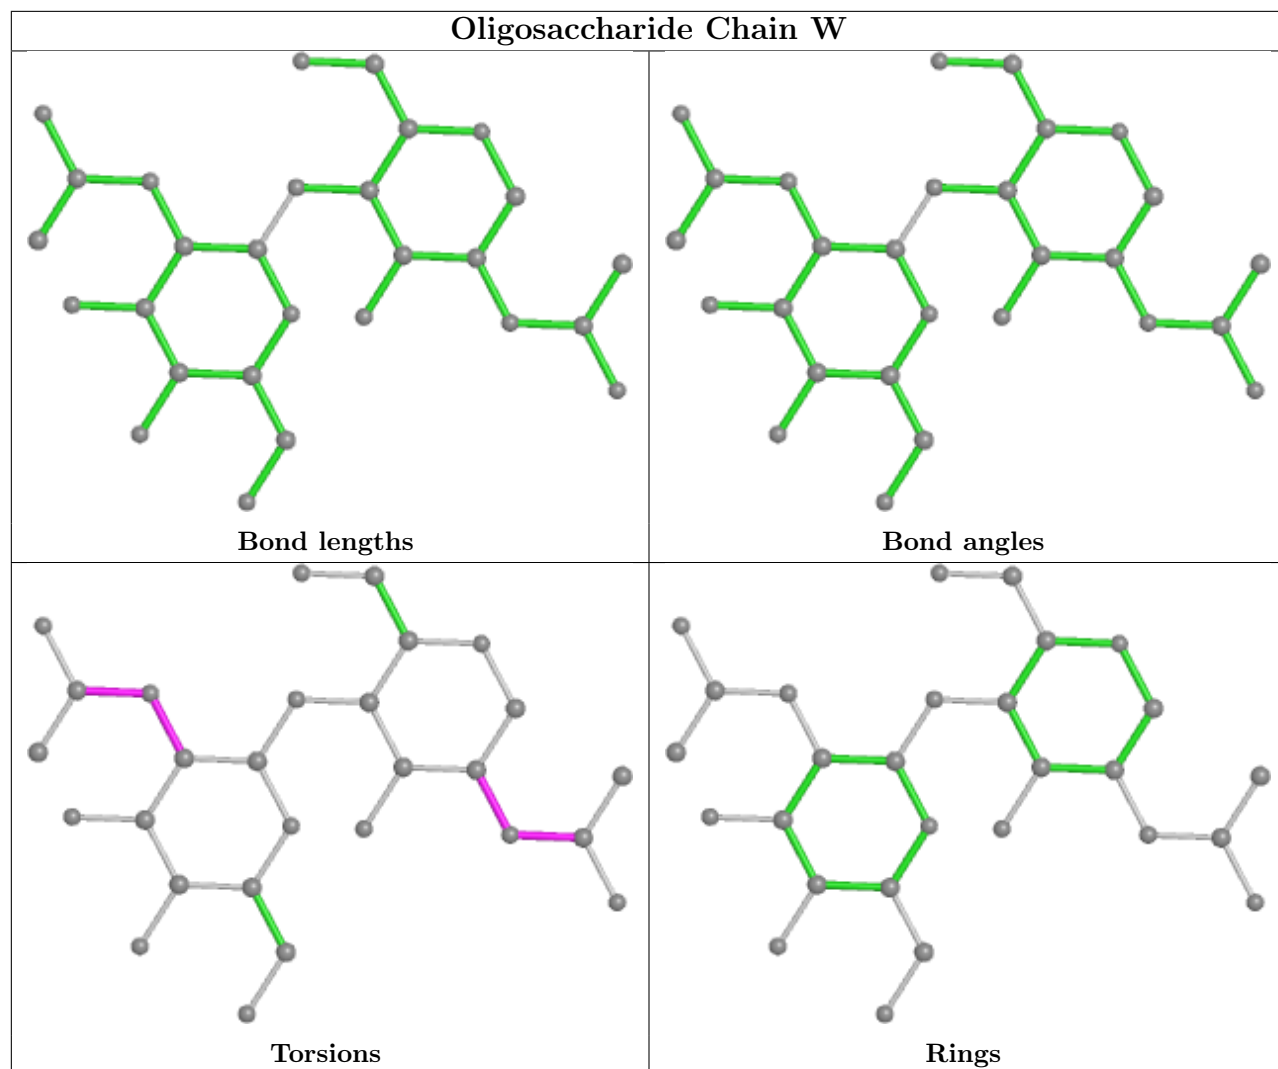 Oligosaccharide Chain W
Bond lengths
Bond angles
Torsions
Rings